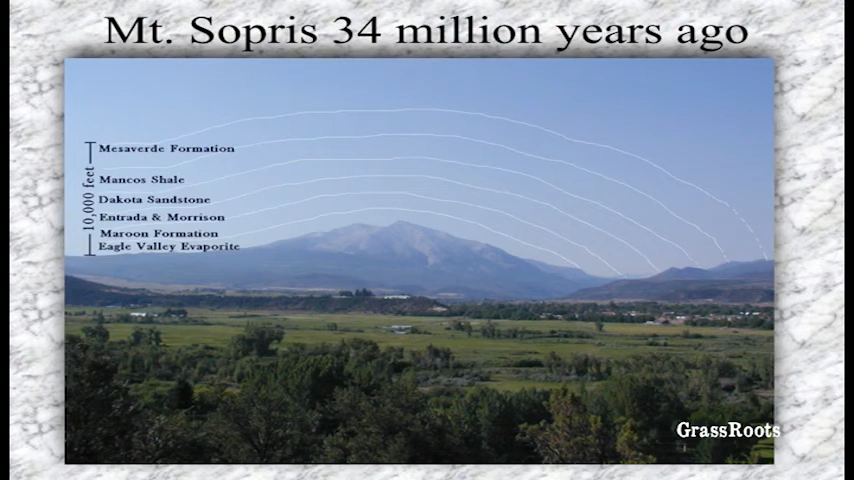 Mt. Sopris 34 million years ago
10,000 feet
Mesaverde Formation
Mancos Shale
Dakota Sandstone
Entrada & Morrison
Maroon Formation
Eagle Valley Evaporite
GrassRoots